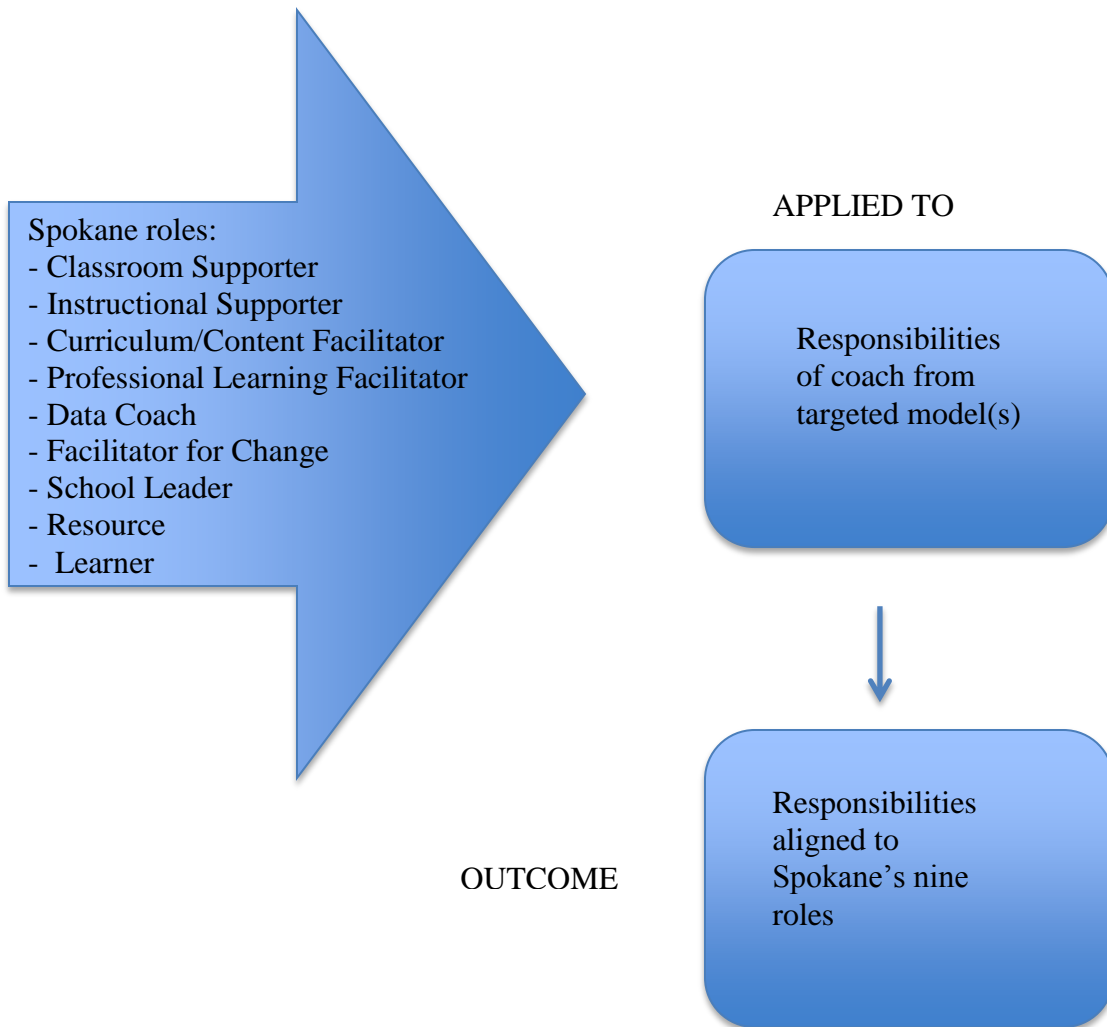 Spokane roles:
- Classroom Supporter
- Instructional Supporter
- Curriculum/Content Facilitator
- Professional Learning Facilitator
- Data Coach
- Facilitator for Change
- School Leader
- Resource
-  Learner
APPLIED TO
Responsibilities
of coach from
targeted model(s)
OUTCOME
Responsibilities
aligned to
Spokane’s nine
roles